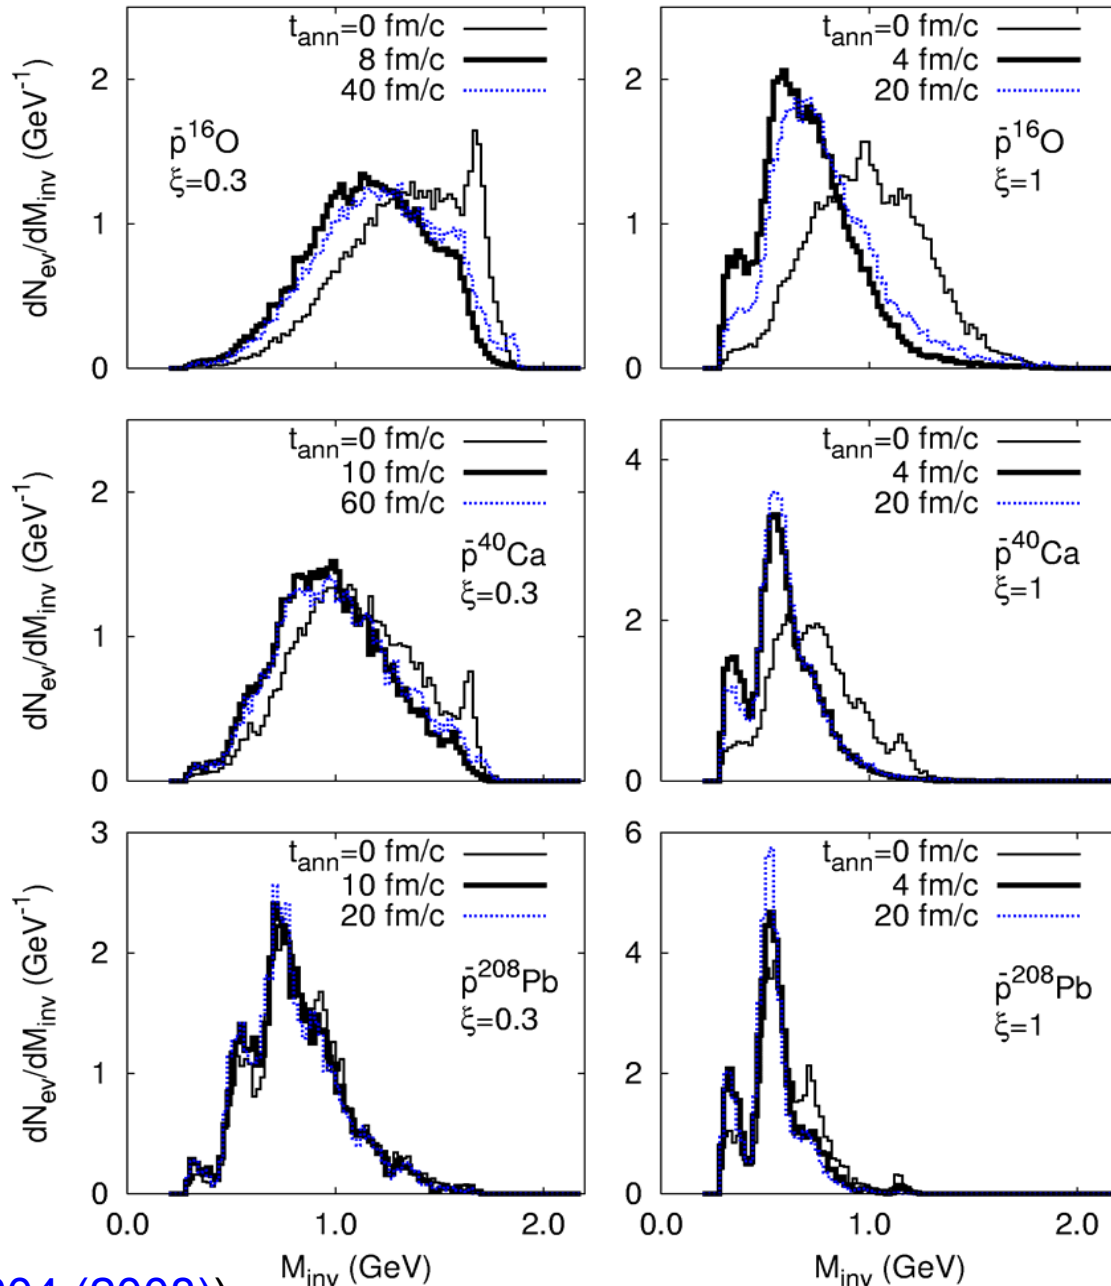 dN_ev/dM_inv (GeV⁻¹)
2
1
0
t_ann=0 fm/c
8 fm/c
40 fm/c
p̄¹⁶O
ξ=0.3
2
1
0
t_ann=0 fm/c
4 fm/c
20 fm/c
p̄¹⁶O
ξ=1
dN_ev/dM_inv (GeV⁻¹)
2
1
0
t_ann=0 fm/c
10 fm/c
60 fm/c
p̄⁴⁰Ca
ξ=0.3
4
2
0
t_ann=0 fm/c
4 fm/c
20 fm/c
p̄⁴⁰Ca
ξ=1
dN_ev/dM_inv (GeV⁻¹)
3
2
1
0
t_ann=0 fm/c
10 fm/c
20 fm/c
p̄²⁰⁸Pb
ξ=0.3
0.0 1.0 2.0
M_inv (GeV)
6
4
2
0
t_ann=0 fm/c
4 fm/c
20 fm/c
p̄²⁰⁸Pb
ξ=1
0.0 1.0 2.0
M_inv (GeV)
(2008))